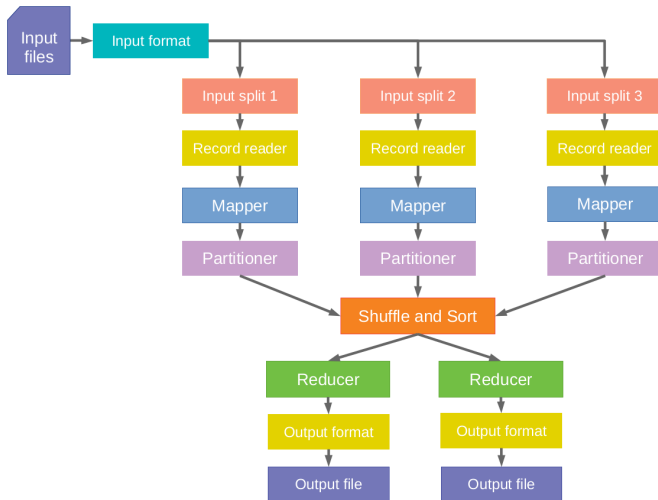 Input
files
Input format
Input split 1
Input split 2
Input split 3
Record reader
Record reader
Record reader
Mapper
Mapper
Mapper
Partitioner
Partitioner
Partitioner
Shuffle and Sort
Reducer
Reducer
Output format
Output format
Output file
Output file